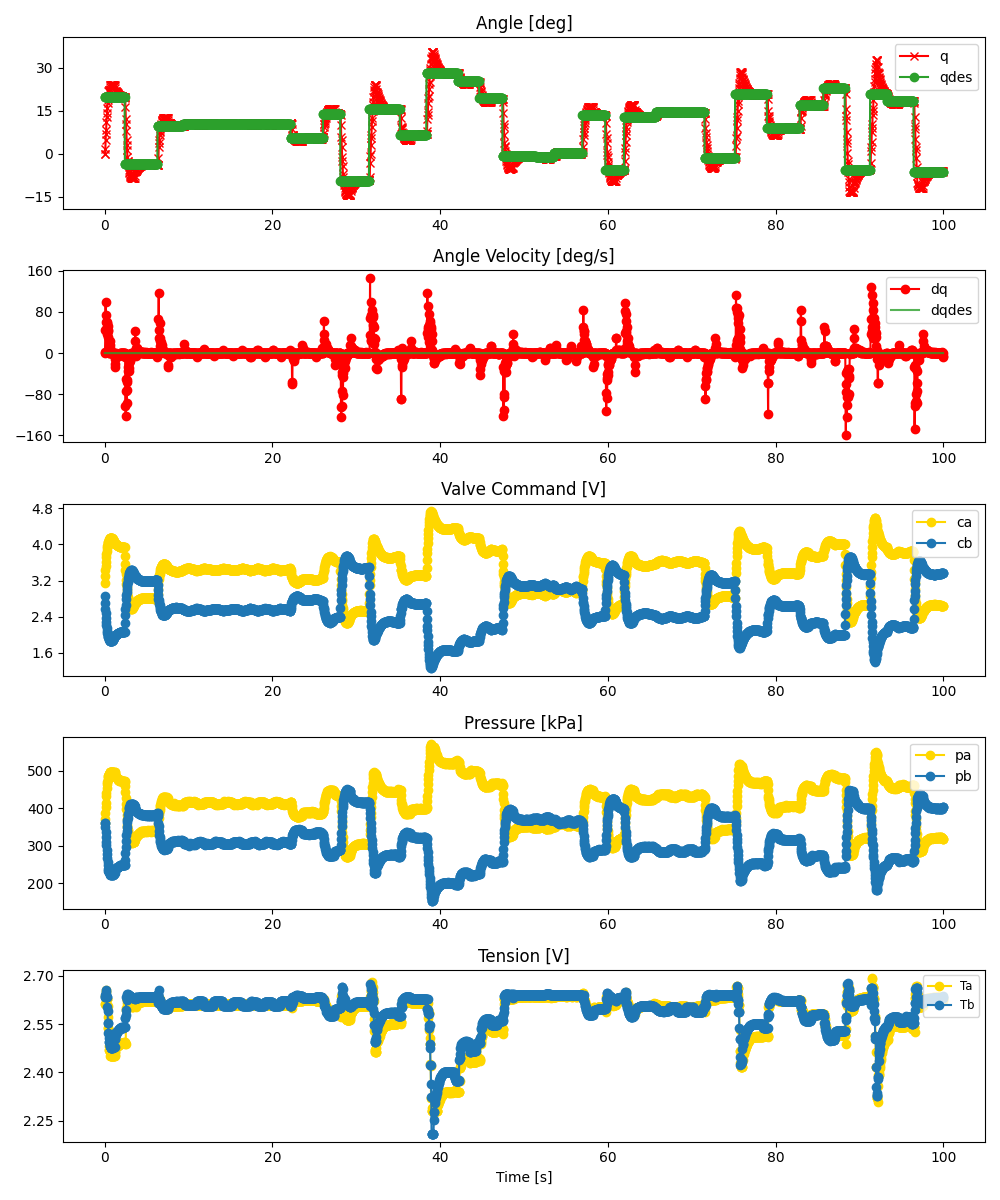 Angle [deg]
30
15
0
−15
q
qdes
0 20 40 60 80 100
Angle Velocity [deg/s]
160
80
0
−80
−160
dq
dqdes
0 20 40 60 80 100
Valve Command [V]
4.8
4.0
3.2
2.4
1.6
ca
cb
0 20 40 60 80 100
Pressure [kPa]
500
400
300
200
pa
pb
0 20 40 60 80 100
Tension [V]
2.70
2.55
2.40
2.25
Ta
Tb
0 20 40 60 80 100
Time [s]